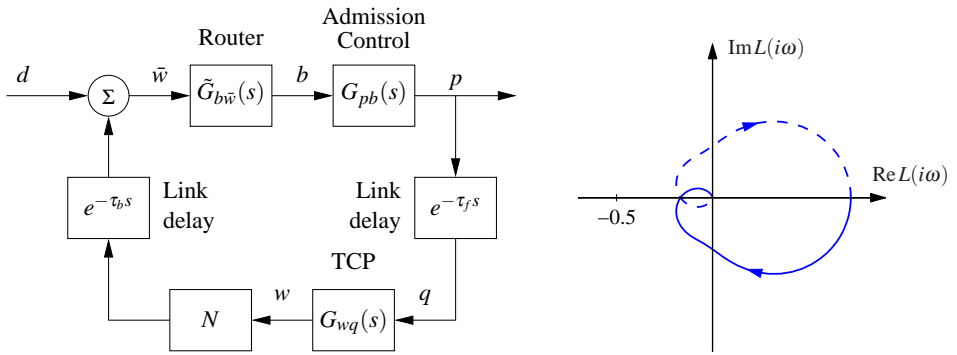 Admission
Control
Router
d
Σ
w̄
G̃_{bw̄}(s)
b
G_{pb}(s)
p
e^{−τ_b s}
Link
delay
Link
delay
e^{−τ_f s}
TCP
N
w
G_{wq}(s)
q
Im L(iω)
Re L(iω)
−0.5